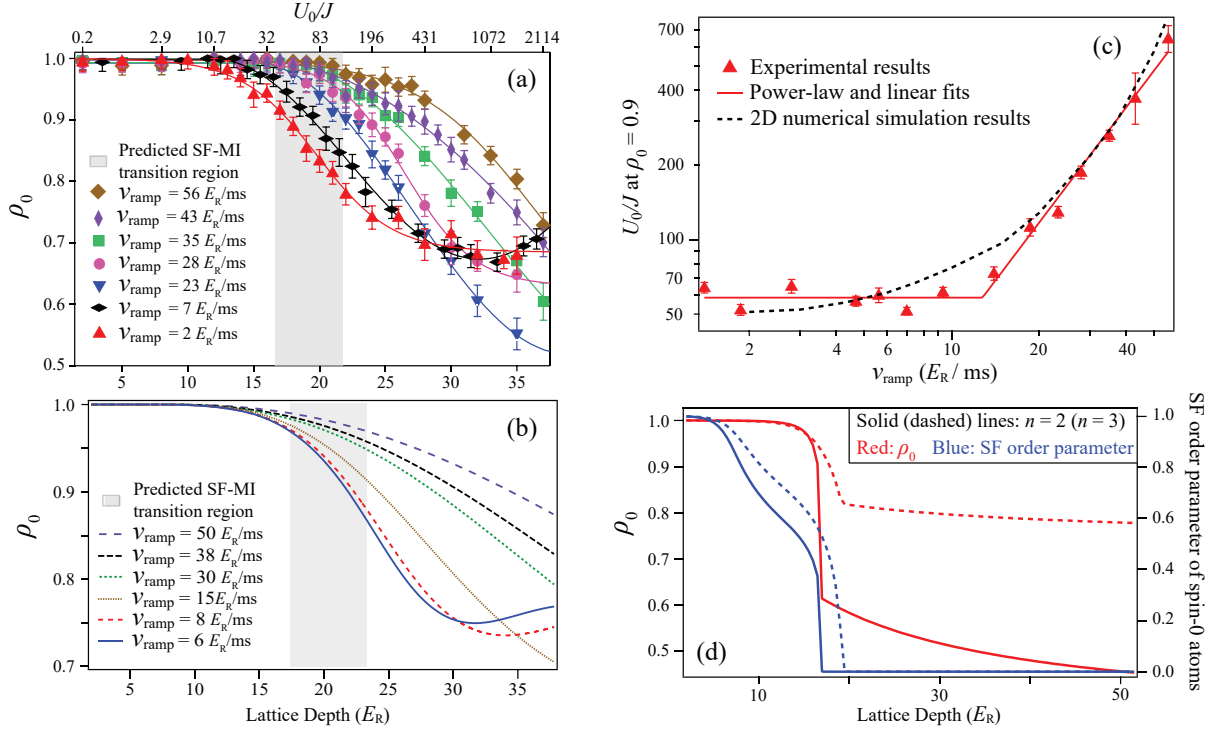 U₀/J
0.2 2.9 10.7 32 83 196 431 1072 2114
(a)
1.0
0.9
0.8
0.7
0.6
0.5
ρ₀
Predicted SF-MI
transition region
v_ramp = 56 E_R/ms
v_ramp = 43 E_R/ms
v_ramp = 35 E_R/ms
v_ramp = 28 E_R/ms
v_ramp = 23 E_R/ms
v_ramp = 7 E_R/ms
v_ramp = 2 E_R/ms
5 10 15 20 25 30 35
(b)
1.0
0.9
0.8
0.7
ρ₀
Predicted SF-MI
transition region
v_ramp = 50 E_R/ms
v_ramp = 38 E_R/ms
v_ramp = 30 E_R/ms
v_ramp = 15E_R/ms
v_ramp = 8 E_R/ms
v_ramp = 6 E_R/ms
5 10 15 20 25 30 35
Lattice Depth (E_R)
(c)
700
400
200
100
70
50
U₀/J at ρ₀ = 0.9
Experimental results
Power-law and linear fits
2D numerical simulation results
2 4 6 8 10 20 40
v_ramp (E_R / ms)
Solid (dashed) lines: n = 2 (n = 3)
Red: ρ₀ Blue: SF order parameter
1.0
0.9
0.8
0.7
0.6
0.5
ρ₀
(d)
1.0
0.8
0.6
0.4
0.2
0.0
SF order parameter
of spin-0 atoms
10 30 50
Lattice Depth (E_R)